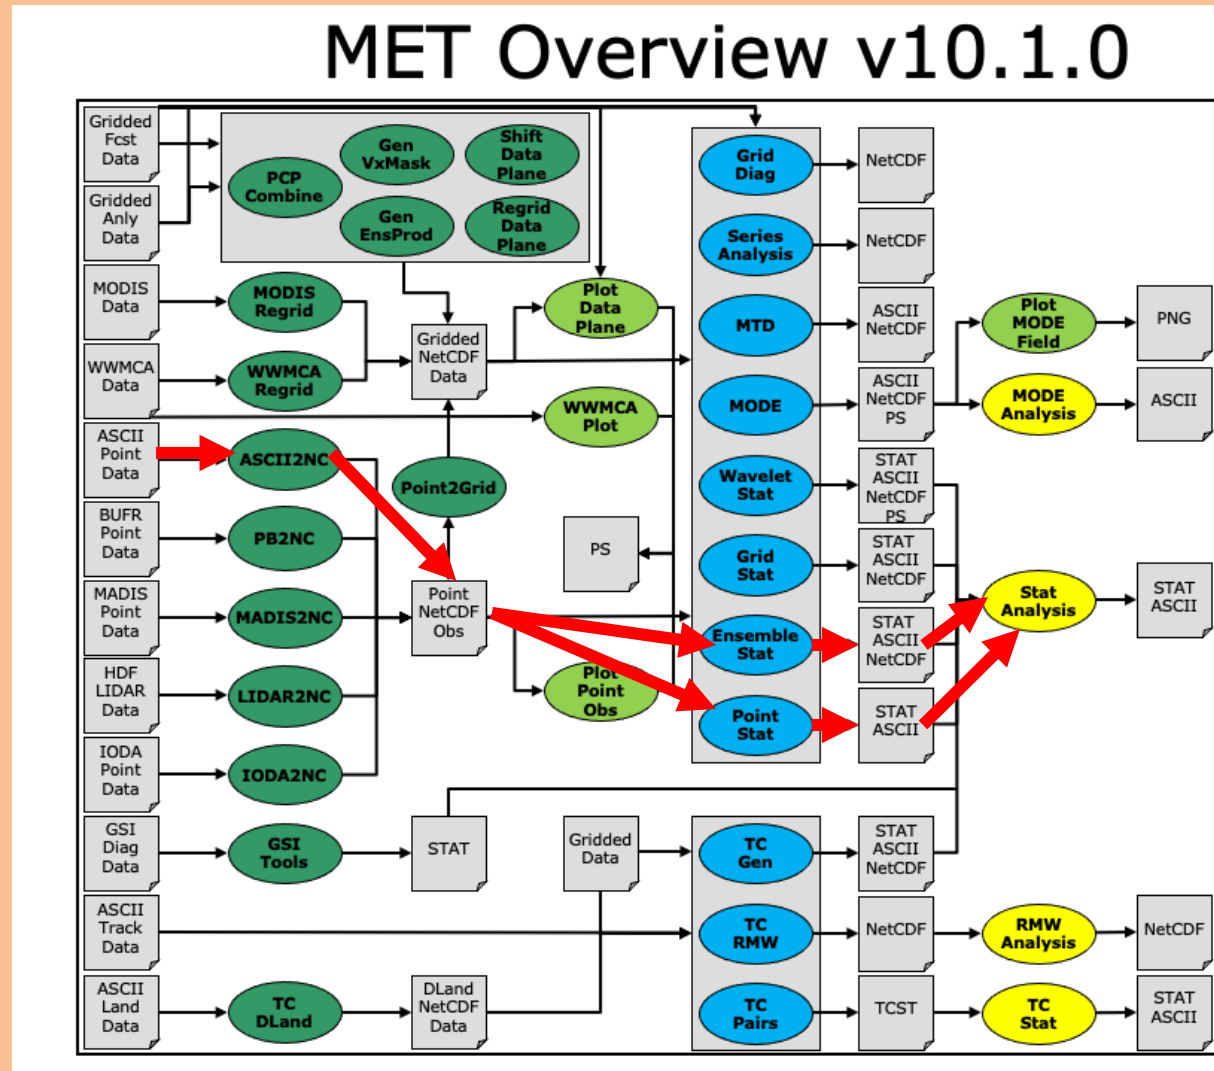 MET Overview v10.1.0
Gridded
Fcst
Data
Gridded
Anly
Data
MODIS
Data
WWMCA
Data
ASCII
Point
Data
BUFR
Point
Data
MADIS
Point
Data
HDF
LIDAR
Data
IODA
Point
Data
GSI
Diag
Data
ASCII
Track
Data
ASCII
Land
Data
PCP
Combine
Gen
VxMask
Shift
Data
Plane
Gen
EnsProd
Regrid
Data
Plane
MODIS
Regrid
WWMCA
Regrid
ASCII2NC
PB2NC
MADIS2NC
LIDAR2NC
IODA2NC
GSI
Tools
TC
DLand
Gridded
NetCDF
Data
Point2Grid
Point
NetCDF
Obs
STAT
DLand
NetCDF
Data
Plot
Data
Plane
WWMCA
Plot
PS
Plot
Point
Obs
Gridded
Data
Grid
Diag
Series
Analysis
MTD
MODE
Wavelet
Stat
Grid
Stat
Ensemble
Stat
Point
Stat
TC
Gen
TC
RMW
TC
Pairs
NetCDF
NetCDF
ASCII
NetCDF
ASCII
NetCDF
PS
STAT
ASCII
NetCDF
PS
STAT
ASCII
NetCDF
STAT
ASCII
NetCDF
STAT
ASCII
STAT
ASCII
NetCDF
NetCDF
TCST
Plot
MODE
Field
MODE
Analysis
Stat
Analysis
RMW
Analysis
TC
Stat
PNG
ASCII
STAT
ASCII
NetCDF
STAT
ASCII